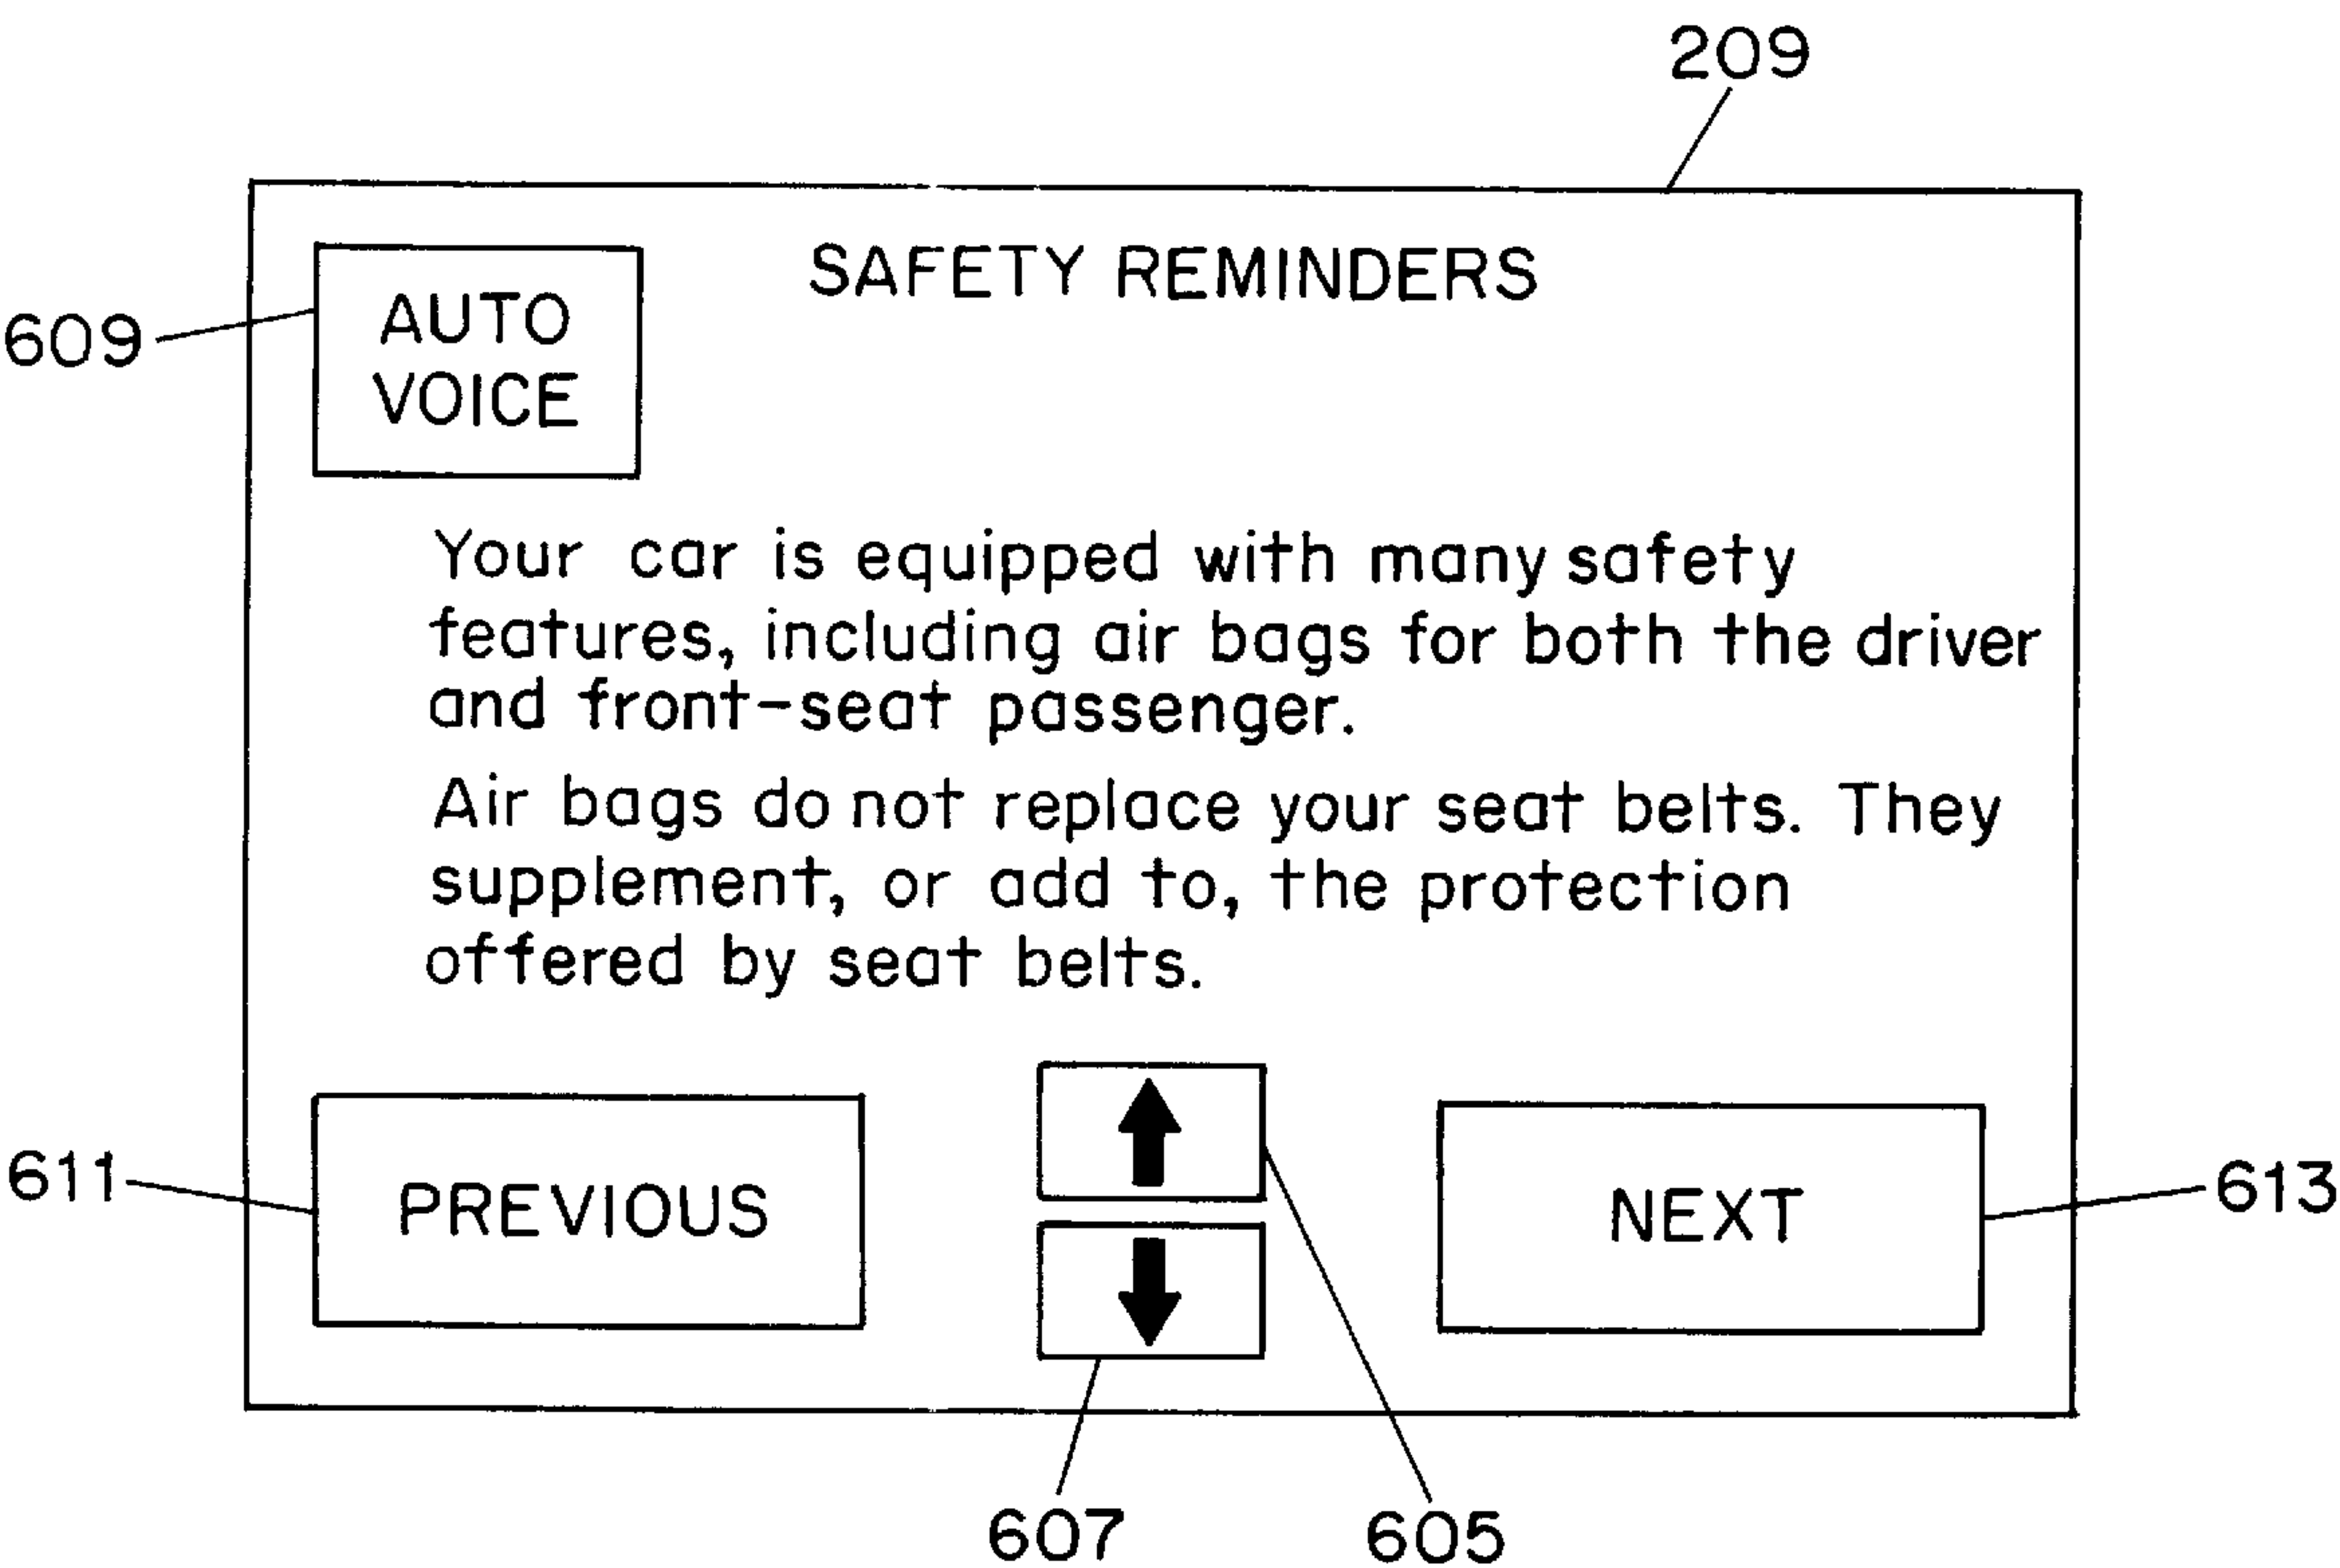 209
SAFETY REMINDERS
609
AUTO
VOICE
Your car is equipped with many safety
features, including air bags for both the driver
and front-seat passenger.
Air bags do not replace your seat belts. They
supplement, or add to, the protection
offered by seat belts.
611
PREVIOUS
NEXT
613
607
605